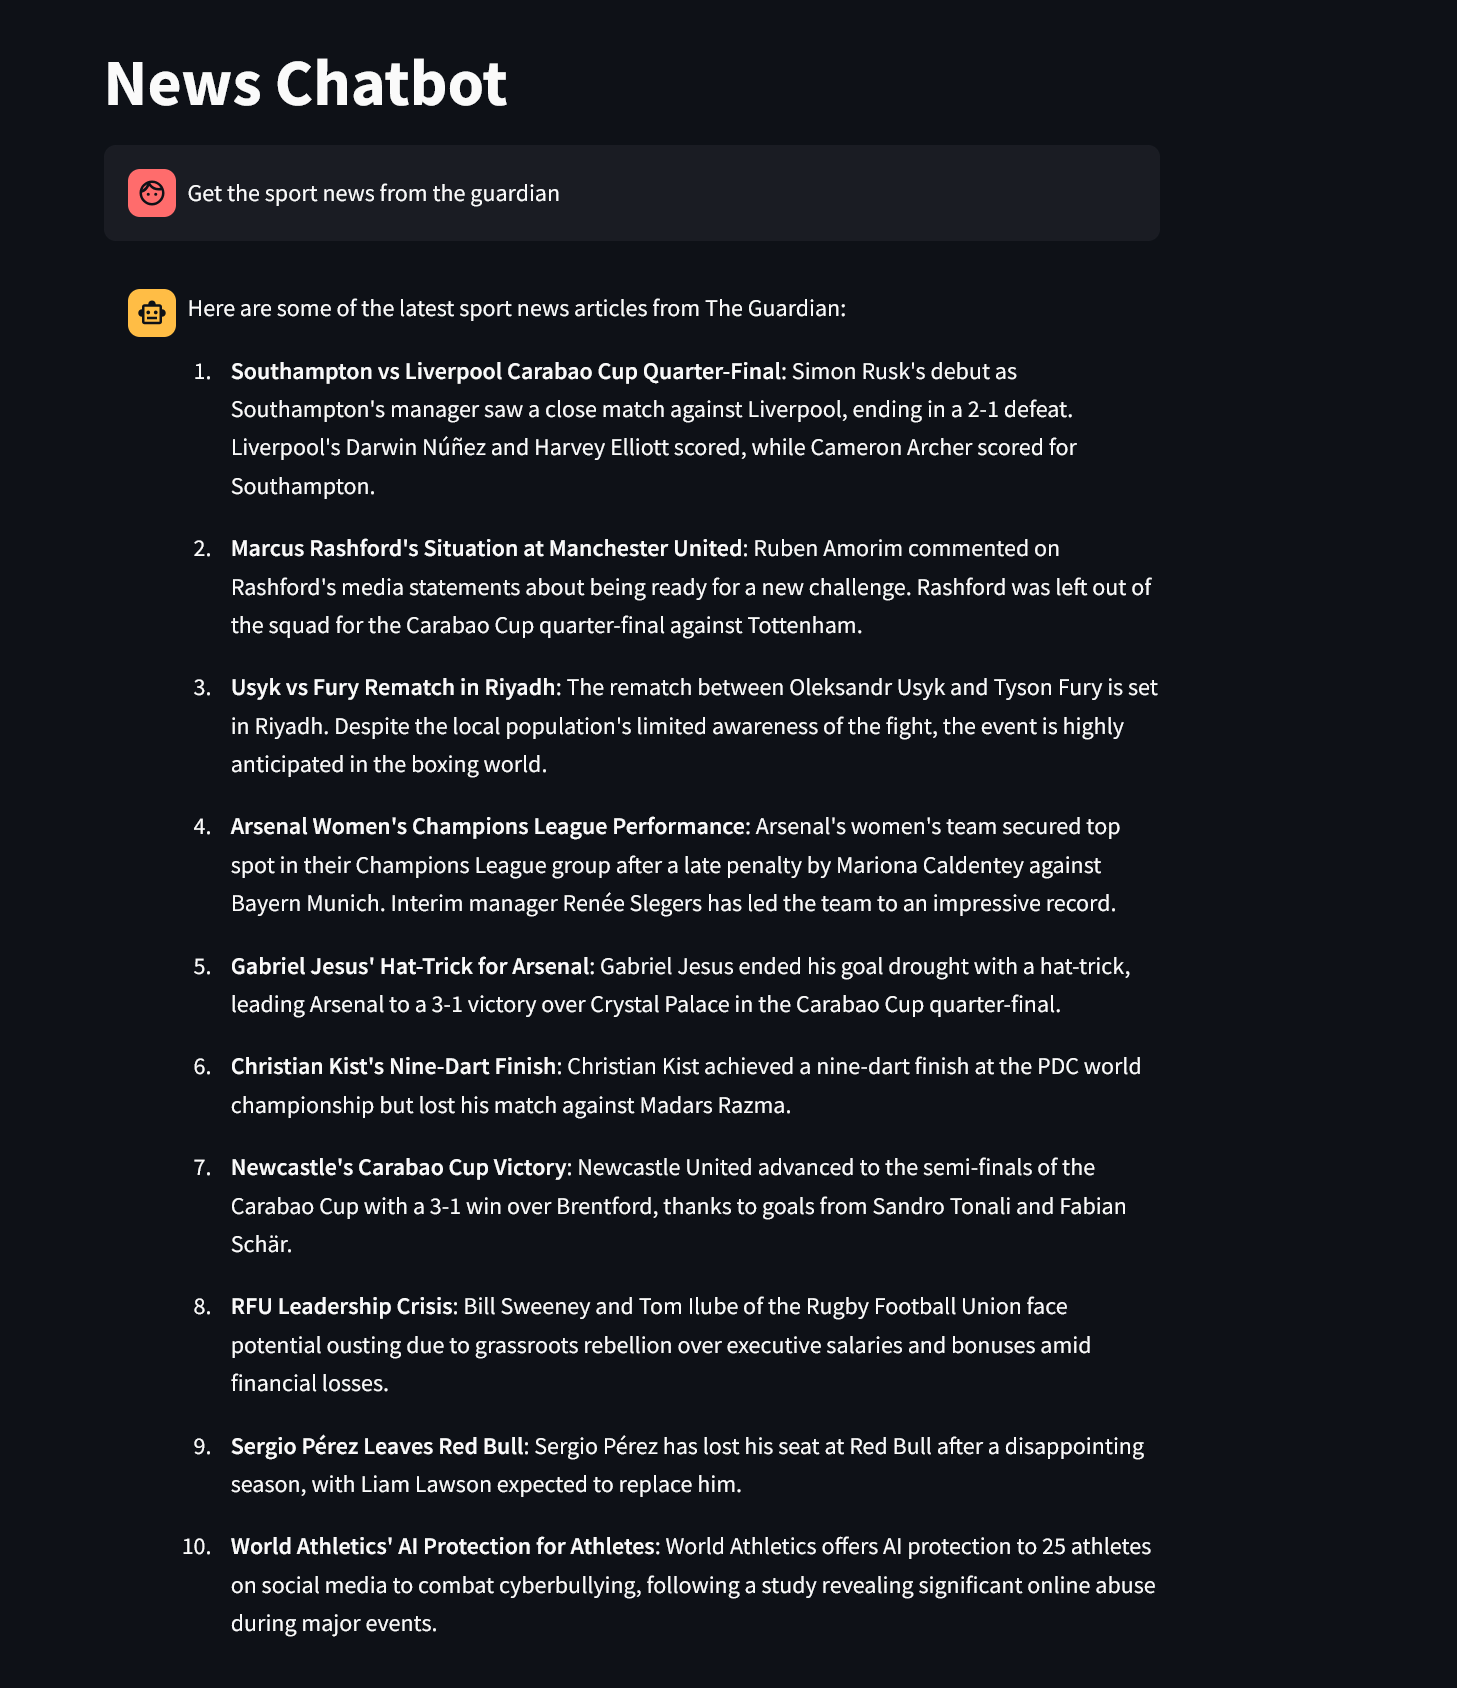 News Chatbot
Get the sport news from the guardian
Here are some of the latest sport news articles from The Guardian:
1. Southampton vs Liverpool Carabao Cup Quarter-Final: Simon Rusk's debut as
Southampton's manager saw a close match against Liverpool, ending in a 2-1 defeat.
Liverpool's Darwin Núñez and Harvey Elliott scored, while Cameron Archer scored for
Southampton.
2. Marcus Rashford's Situation at Manchester United: Ruben Amorim commented on
Rashford's media statements about being ready for a new challenge. Rashford was left out of
the squad for the Carabao Cup quarter-final against Tottenham.
3. Usyk vs Fury Rematch in Riyadh: The rematch between Oleksandr Usyk and Tyson Fury is set
in Riyadh. Despite the local population's limited awareness of the fight, the event is highly
anticipated in the boxing world.
4. Arsenal Women's Champions League Performance: Arsenal's women's team secured top
spot in their Champions League group after a late penalty by Mariona Caldentey against
Bayern Munich. Interim manager Renée Slegers has led the team to an impressive record.
5. Gabriel Jesus' Hat-Trick for Arsenal: Gabriel Jesus ended his goal drought with a hat-trick,
leading Arsenal to a 3-1 victory over Crystal Palace in the Carabao Cup quarter-final.
6. Christian Kist's Nine-Dart Finish: Christian Kist achieved a nine-dart finish at the PDC world
championship but lost his match against Madars Razma.
7. Newcastle's Carabao Cup Victory: Newcastle United advanced to the semi-finals of the
Carabao Cup with a 3-1 win over Brentford, thanks to goals from Sandro Tonali and Fabian
Schär.
8. RFU Leadership Crisis: Bill Sweeney and Tom Ilube of the Rugby Football Union face
potential ousting due to grassroots rebellion over executive salaries and bonuses amid
financial losses.
9. Sergio Pérez Leaves Red Bull: Sergio Pérez has lost his seat at Red Bull after a disappointing
season, with Liam Lawson expected to replace him.
10. World Athletics' AI Protection for Athletes: World Athletics offers AI protection to 25 athletes
on social media to combat cyberbullying, following a study revealing significant online abuse
during major events.